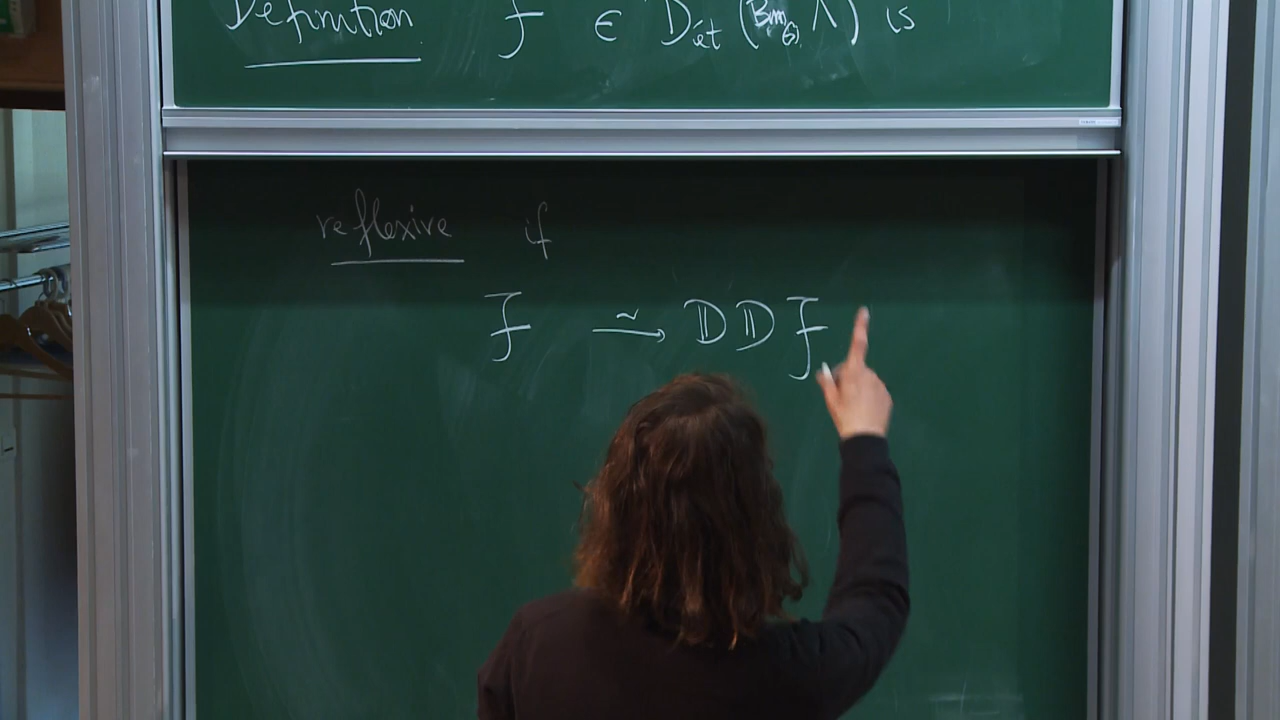 Definition ℱ ∈ D_ét (Bun_G, Λ) is
reflexive if
ℱ ⥲ 𝔻𝔻ℱ